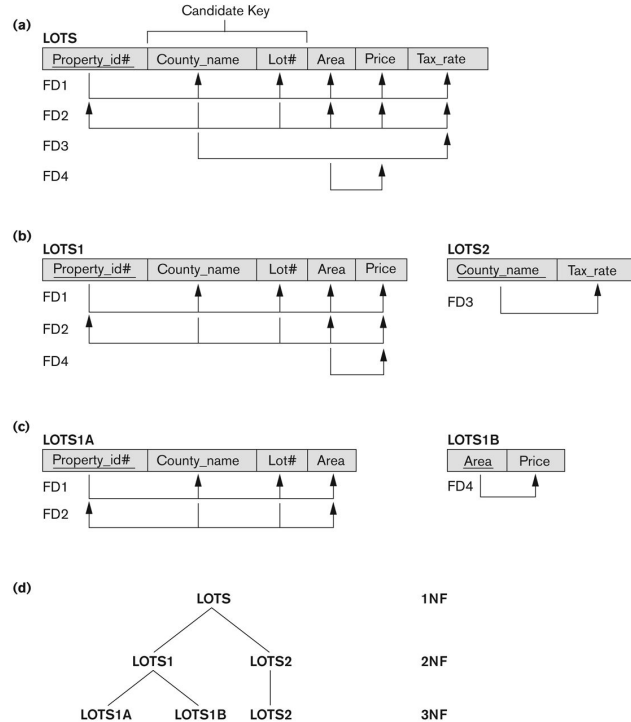 Candidate Key
(a)
LOTS
Property_id# County_name Lot# Area Price Tax_rate
FD1
FD2
FD3
FD4
(b)
LOTS1 LOTS2
Property_id# County_name Lot# Area Price County_name Tax_rate
FD1
FD2
FD3
FD4
(c)
LOTS1A LOTS1B
Property_id# County_name Lot# Area Area Price
FD1 FD4
FD2
(d)
LOTS 1NF
LOTS1 LOTS2 2NF
LOTS1A LOTS1B LOTS2 3NF